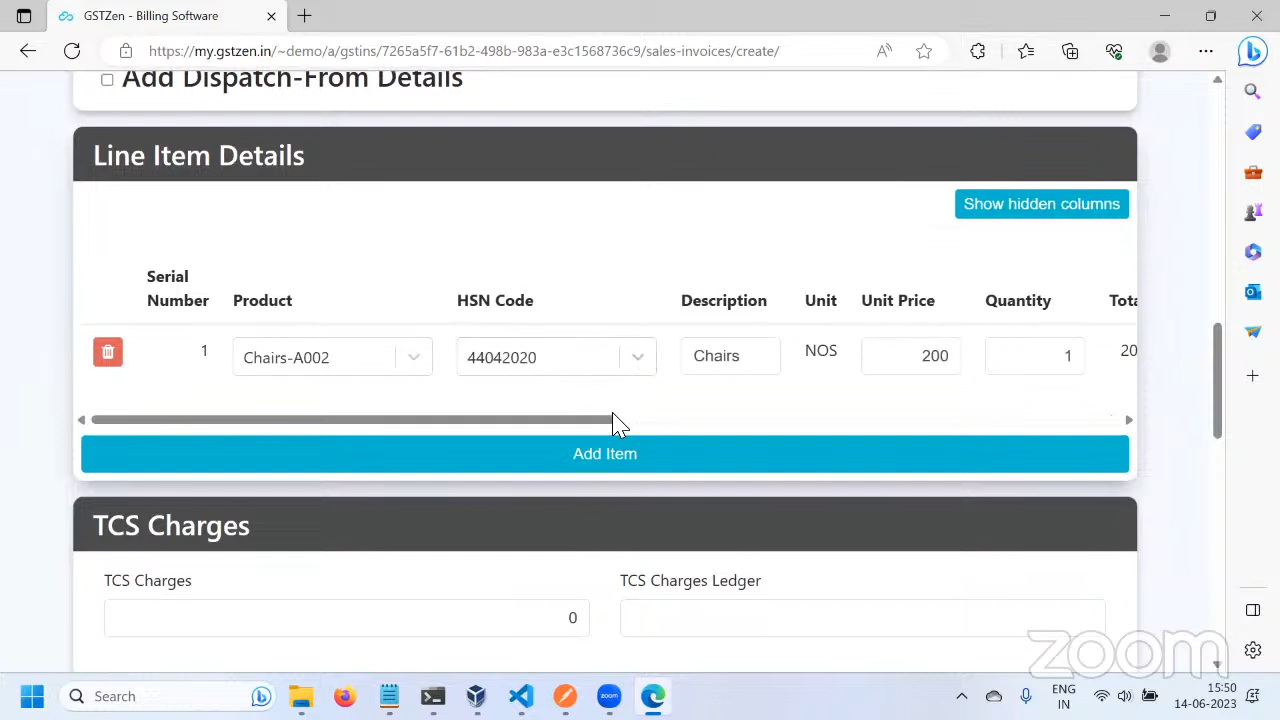 GSTZen - Billing Software
https://my.gstzen.in/~demo/a/gstins/7265a5f7-61b2-498b-983a-e3c1568736c9/sales-invoices/create/
Add Dispatch-From Details
Line Item Details
Show hidden columns
Serial
Number Product HSN Code Description Unit Unit Price Quantity Tota
1 Chairs-A002 44042020 Chairs NOS 200 1 20
Add Item
TCS Charges
TCS Charges TCS Charges Ledger
0
zoom
Search zoom ENG 15:50
IN 14-06-2023